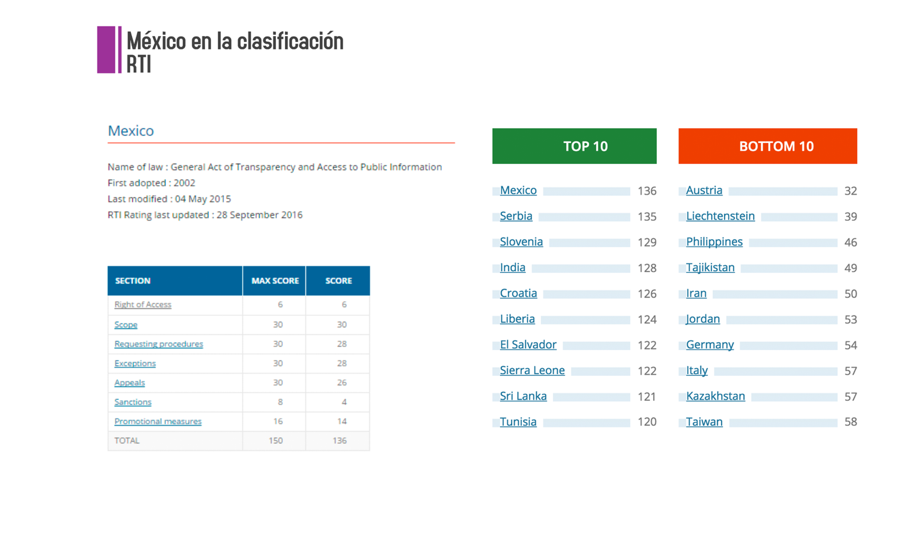 México en la clasificación
RTI
Mexico
Name of law : General Act of Transparency and Access to Public Information
First adopted : 2002
Last modified : 04 May 2015
RTI Rating last updated : 28 September 2016
SECTION MAX SCORE SCORE
Right of Access 6 6
Scope 30 30
Requesting procedures 30 28
Exceptions 30 28
Appeals 30 26
Sanctions 8 4
Promotional measures 16 14
TOTAL 150 136
TOP 10
Mexico 136
Serbia 135
Slovenia 129
India 128
Croatia 126
Liberia 124
El Salvador 122
Sierra Leone 122
Sri Lanka 121
Tunisia 120
BOTTOM 10
Austria 32
Liechtenstein 39
Philippines 46
Tajikistan 49
Iran 50
Jordan 53
Germany 54
Italy 57
Kazakhstan 57
Taiwan 58